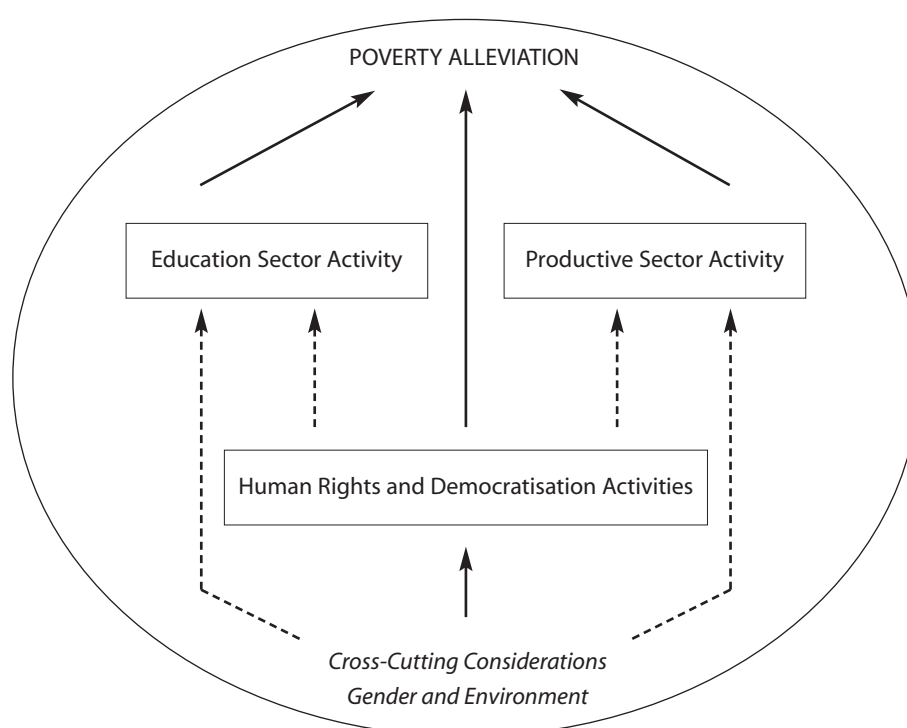 POVERTY ALLEVIATION
Education Sector Activity
Productive Sector Activity
Human Rights and Democratisation Activities
Cross-Cutting Considerations
Gender and Environment